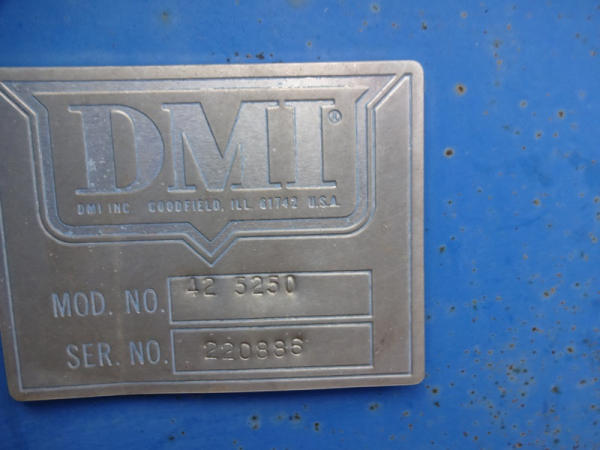 DMI®
DMI INC. GOODFIELD, ILL. 61742 U.S.A.
MOD. NO. 42 5250
SER. NO. 220886